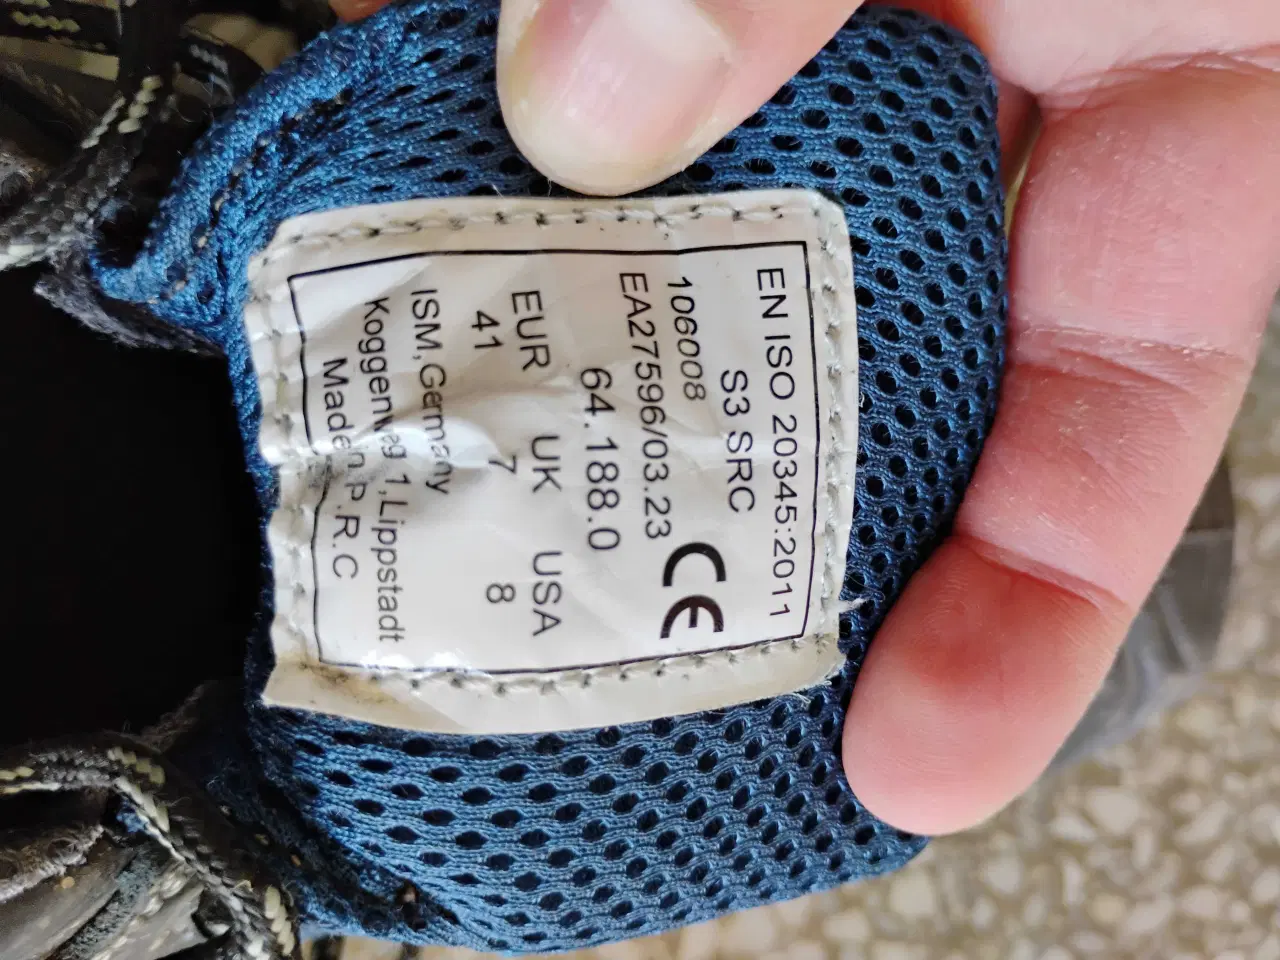 EN ISO 20345:2011
S3 SRC
106008 CE
EA27596/03.23
64.188.0
EUR UK USA
41 7 8
ISM,Germany
Koggenweg 1,Lippstadt
Made in P.R.C